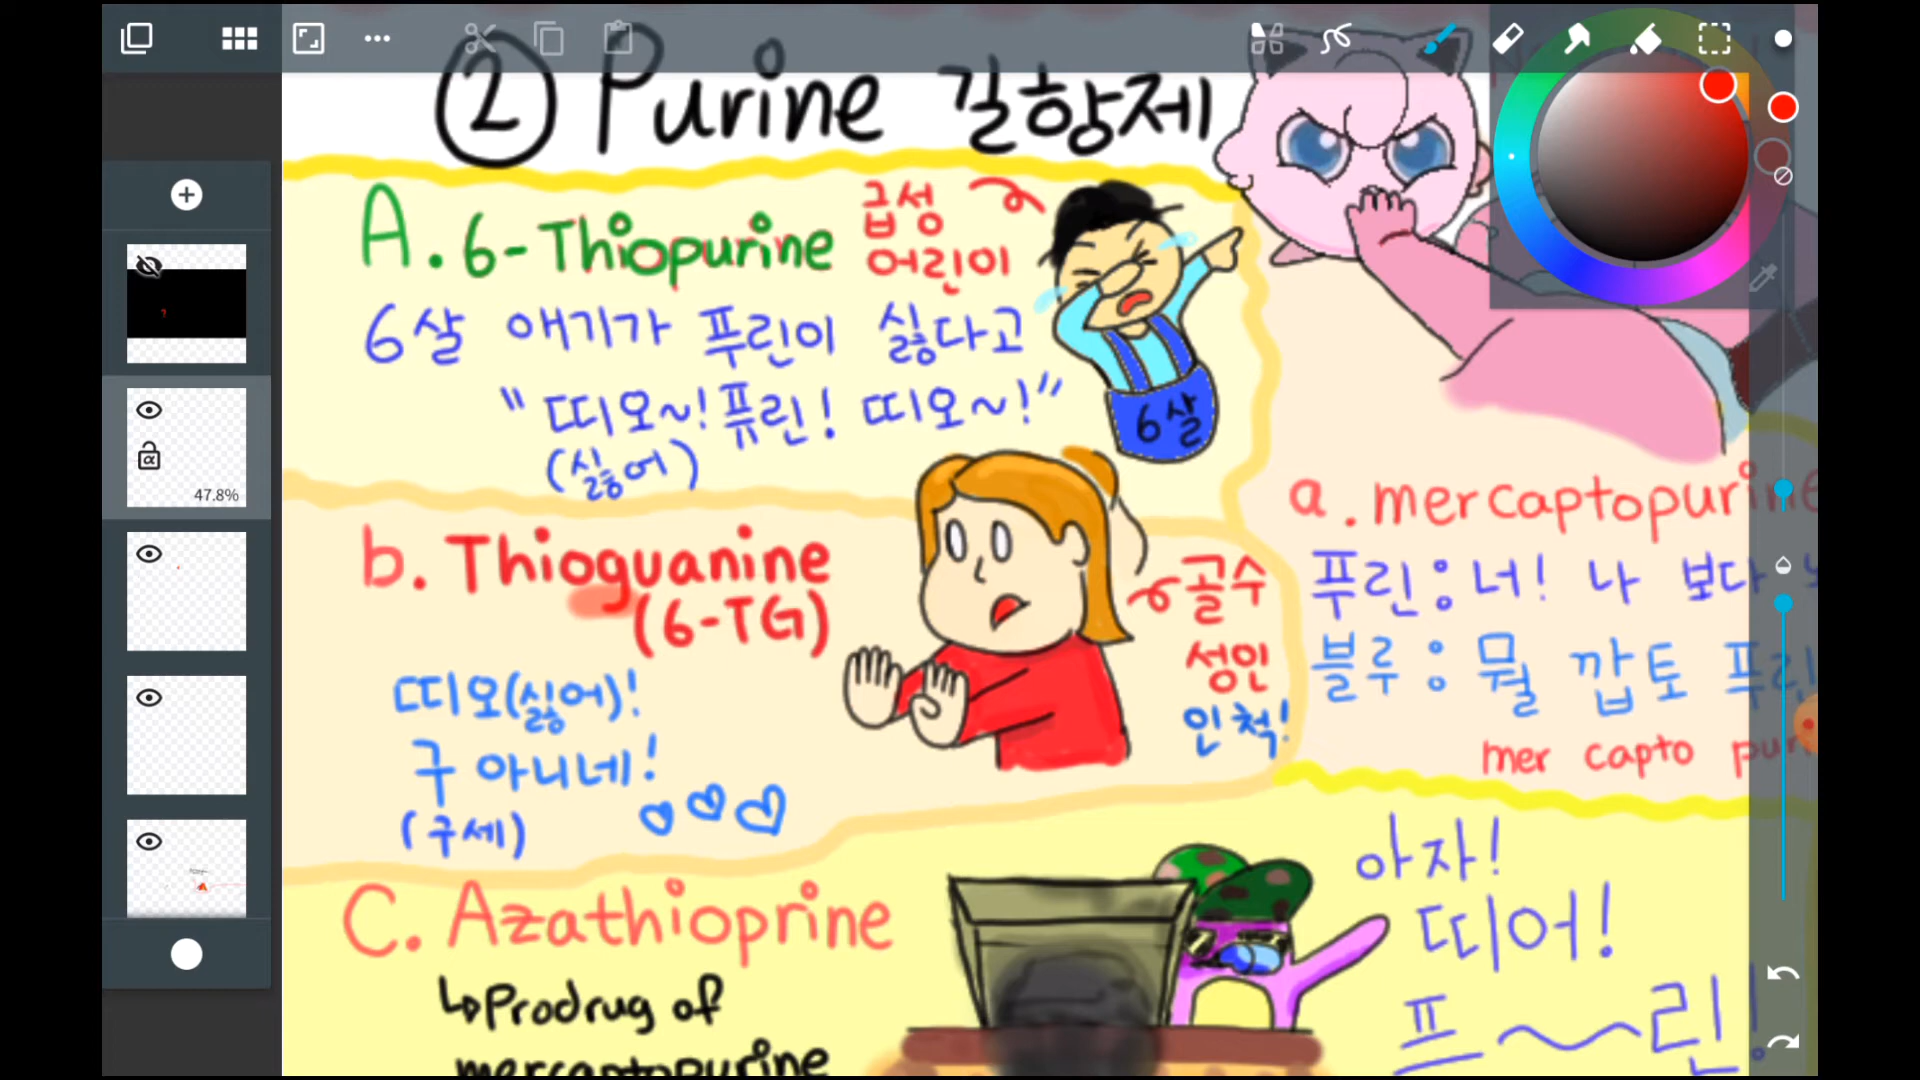 ② Purine 길항제
A. 6-Thiopurine
급성
어린이
6살 애기가 푸린이 싫다고
“띠오~! 퓨린! 띠오~!”
(싫어)
6살
b. Thioguanine
(6-TG)
골수
성인
인척!
띠오(싫어)!
구 아니네!
(구세)
a. mercaptopurine
푸린 : 너! 나 보다
블루 : 뭘 깝토 푸린
mer capto pur
C. Azathioprine
↳Prodrug of
mercaptopurine
아자!
띠어!
프~~린!
47.8%